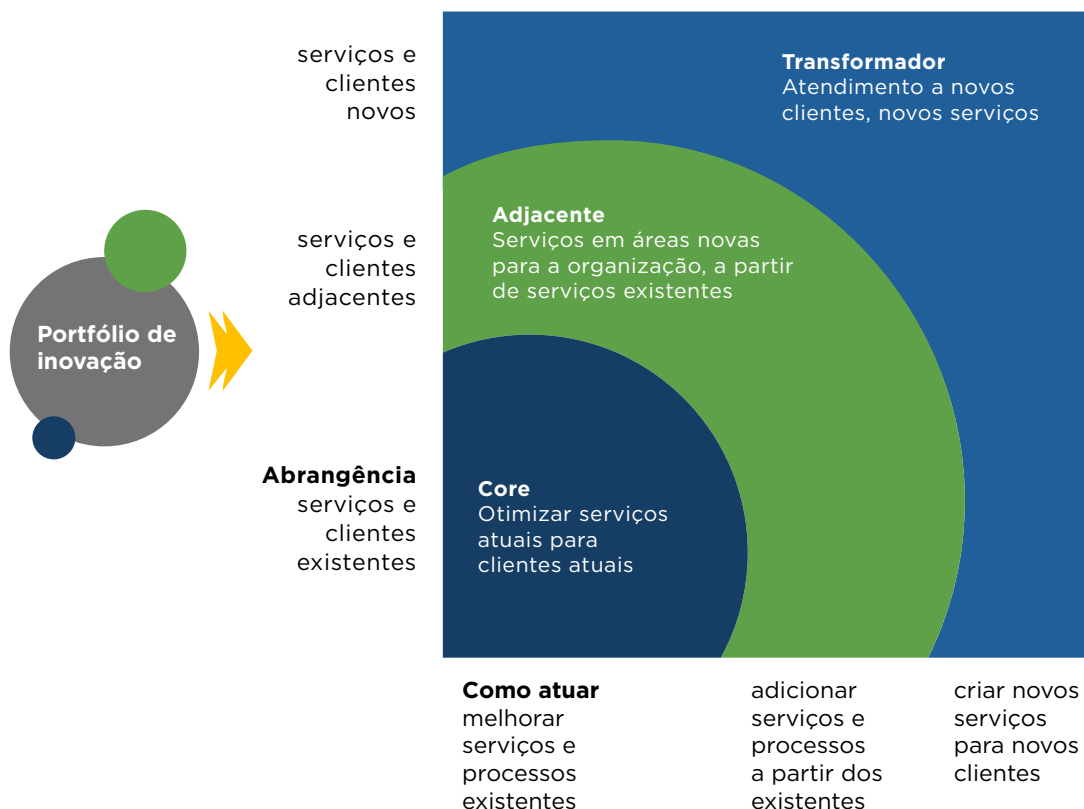 serviços e
clientes
novos
Transformador
Atendimento a novos
clientes, novos serviços
serviços e
clientes
adjacentes
Adjacente
Serviços em áreas novas
para a organização, a partir
de serviços existentes
Portfólio de
inovação
Abrangência
serviços e
clientes
existentes
Core
Otimizar serviços
atuais para
clientes atuais
Como atuar
melhorar
serviços e
processos
existentes
adicionar
serviços e
processos
a partir dos
existentes
criar novos
serviços
para novos
clientes